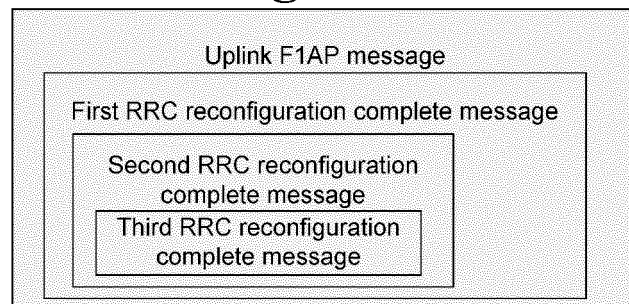 Uplink F1AP message
First RRC reconfiguration complete message
Second RRC reconfiguration
complete message
Third RRC reconfiguration
complete message